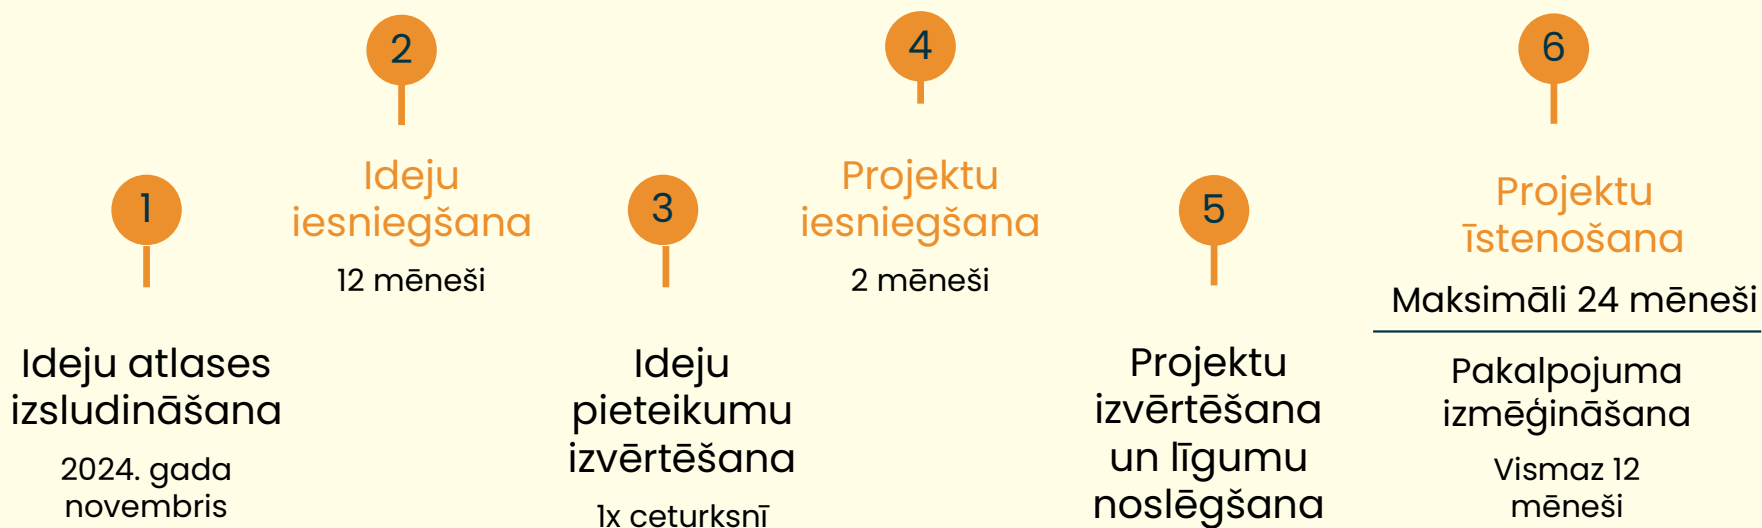 1
Ideju atlases
izsludināšana
2024. gada
novembris
2
Ideju
iesniegšana
12 mēneši
3
Ideju
pieteikumu
izvērtēšana
1x ceturksnī
4
Projektu
iesniegšana
2 mēneši
5
Projektu
izvērtēšana
un līgumu
noslēgšana
6
Projektu
īstenošana
Maksimāli 24 mēneši
Pakalpojuma
izmēģināšana
Vismaz 12
mēneši